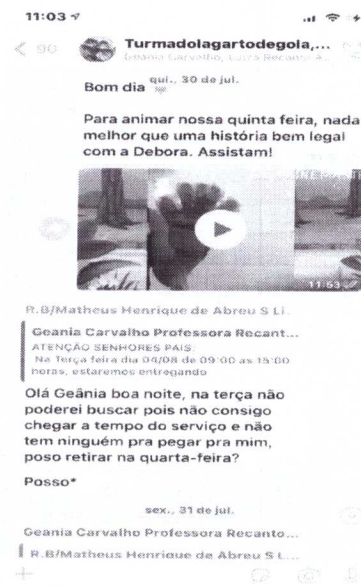 11:03
90
Turmadolagartodegola,...
Geania Carvalho, Luiza Recanto A..
qui., 30 de jul.
Bom dia
Para animar nossa quinta feira, nada
melhor que uma história bem legal
com a Debora. Assistam!
11:53
R.B/Matheus Henrique de Abreu S Li..
Geania Carvalho Professora Recant...
ATENÇÃO SENHORES PAIS:
Na Terça feira dia 04/08 de 09:00 as 15:00
horas, estaremos entregando
Olá Geânia boa noite, na terça não
poderei buscar pois não consigo
chegar a tempo do serviço e não
tem ninguém pra pegar pra mim,
poso retirar na quarta-feira?
Posso*
sex., 31 de jul.
Geania Carvalho Professora Recanto...
R.B/Matheus Henrique de Abreu S L...